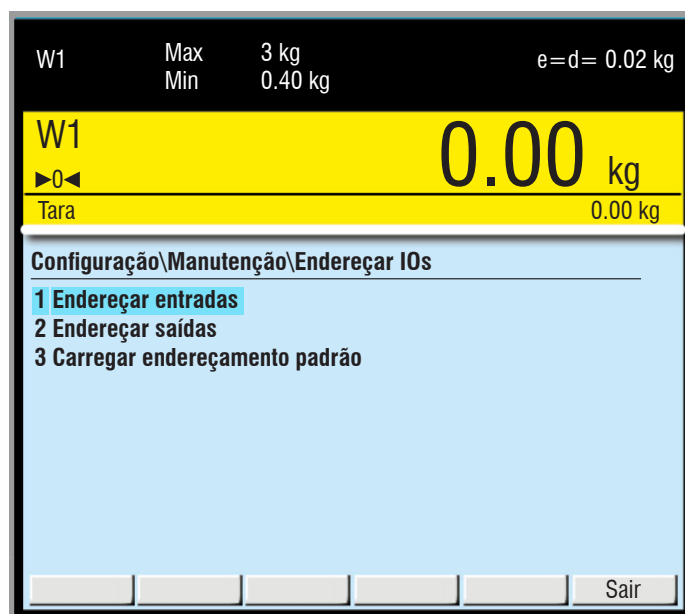 W1 Max 3 kg e=d= 0.02 kg
Min 0.40 kg
W1 0.00 kg
►0◄
Tara 0.00 kg
Configuração\Manutenção\Endereçar IOs
1 Endereçar entradas
2 Endereçar saídas
3 Carregar endereçamento padrão
Sair